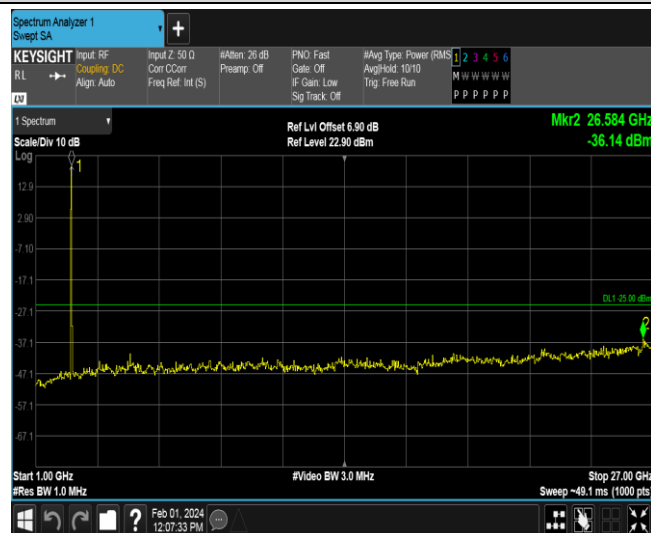 Spectrum Analyzer 1
Swept SA
KEYSIGHT Input: RF Input Z: 50 Ω #Atten: 26 dB PNO: Fast #Avg Type: Power (RMS 1 2 3 4 5 6
RL Coupling: DC Corr CCorr Preamp: Off Gate: Off Avg|Hold: 10/10 M W W W W W
Align: Auto Freq Ref: Int (S) IF Gain: Low Trig: Free Run
Sig Track: Off P P P P P P
1 Spectrum Ref Lvl Offset 6.90 dB Mkr2 26.584 GHz
Scale/Div 10 dB Ref Level 22.90 dBm -36.14 dBm
Log
1
12.9
2.90
-7.10
-17.1
DL1 -25.00 dBm
-27.1
2
-37.1
-47.1
-57.1
-67.1
Start 1.00 GHz #Video BW 3.0 MHz Stop 27.00 GHz
#Res BW 1.0 MHz Sweep ~49.1 ms (1000 pts)
? Feb 01, 2024
12:07:33 PM